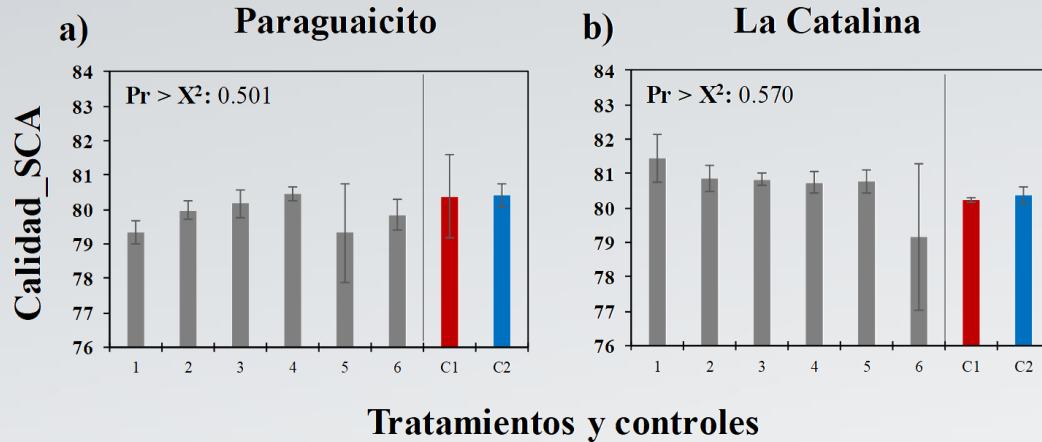 a) Paraguaicito
b) La Catalina
Pr > X²: 0.501
84
83
82
81
80
79
78
77
76
1 2 3 4 5 6 C1 C2
Pr > X²: 0.570
84
83
82
81
80
79
78
77
76
1 2 3 4 5 6 C1 C2
Calidad_SCA
Tratamientos y controles